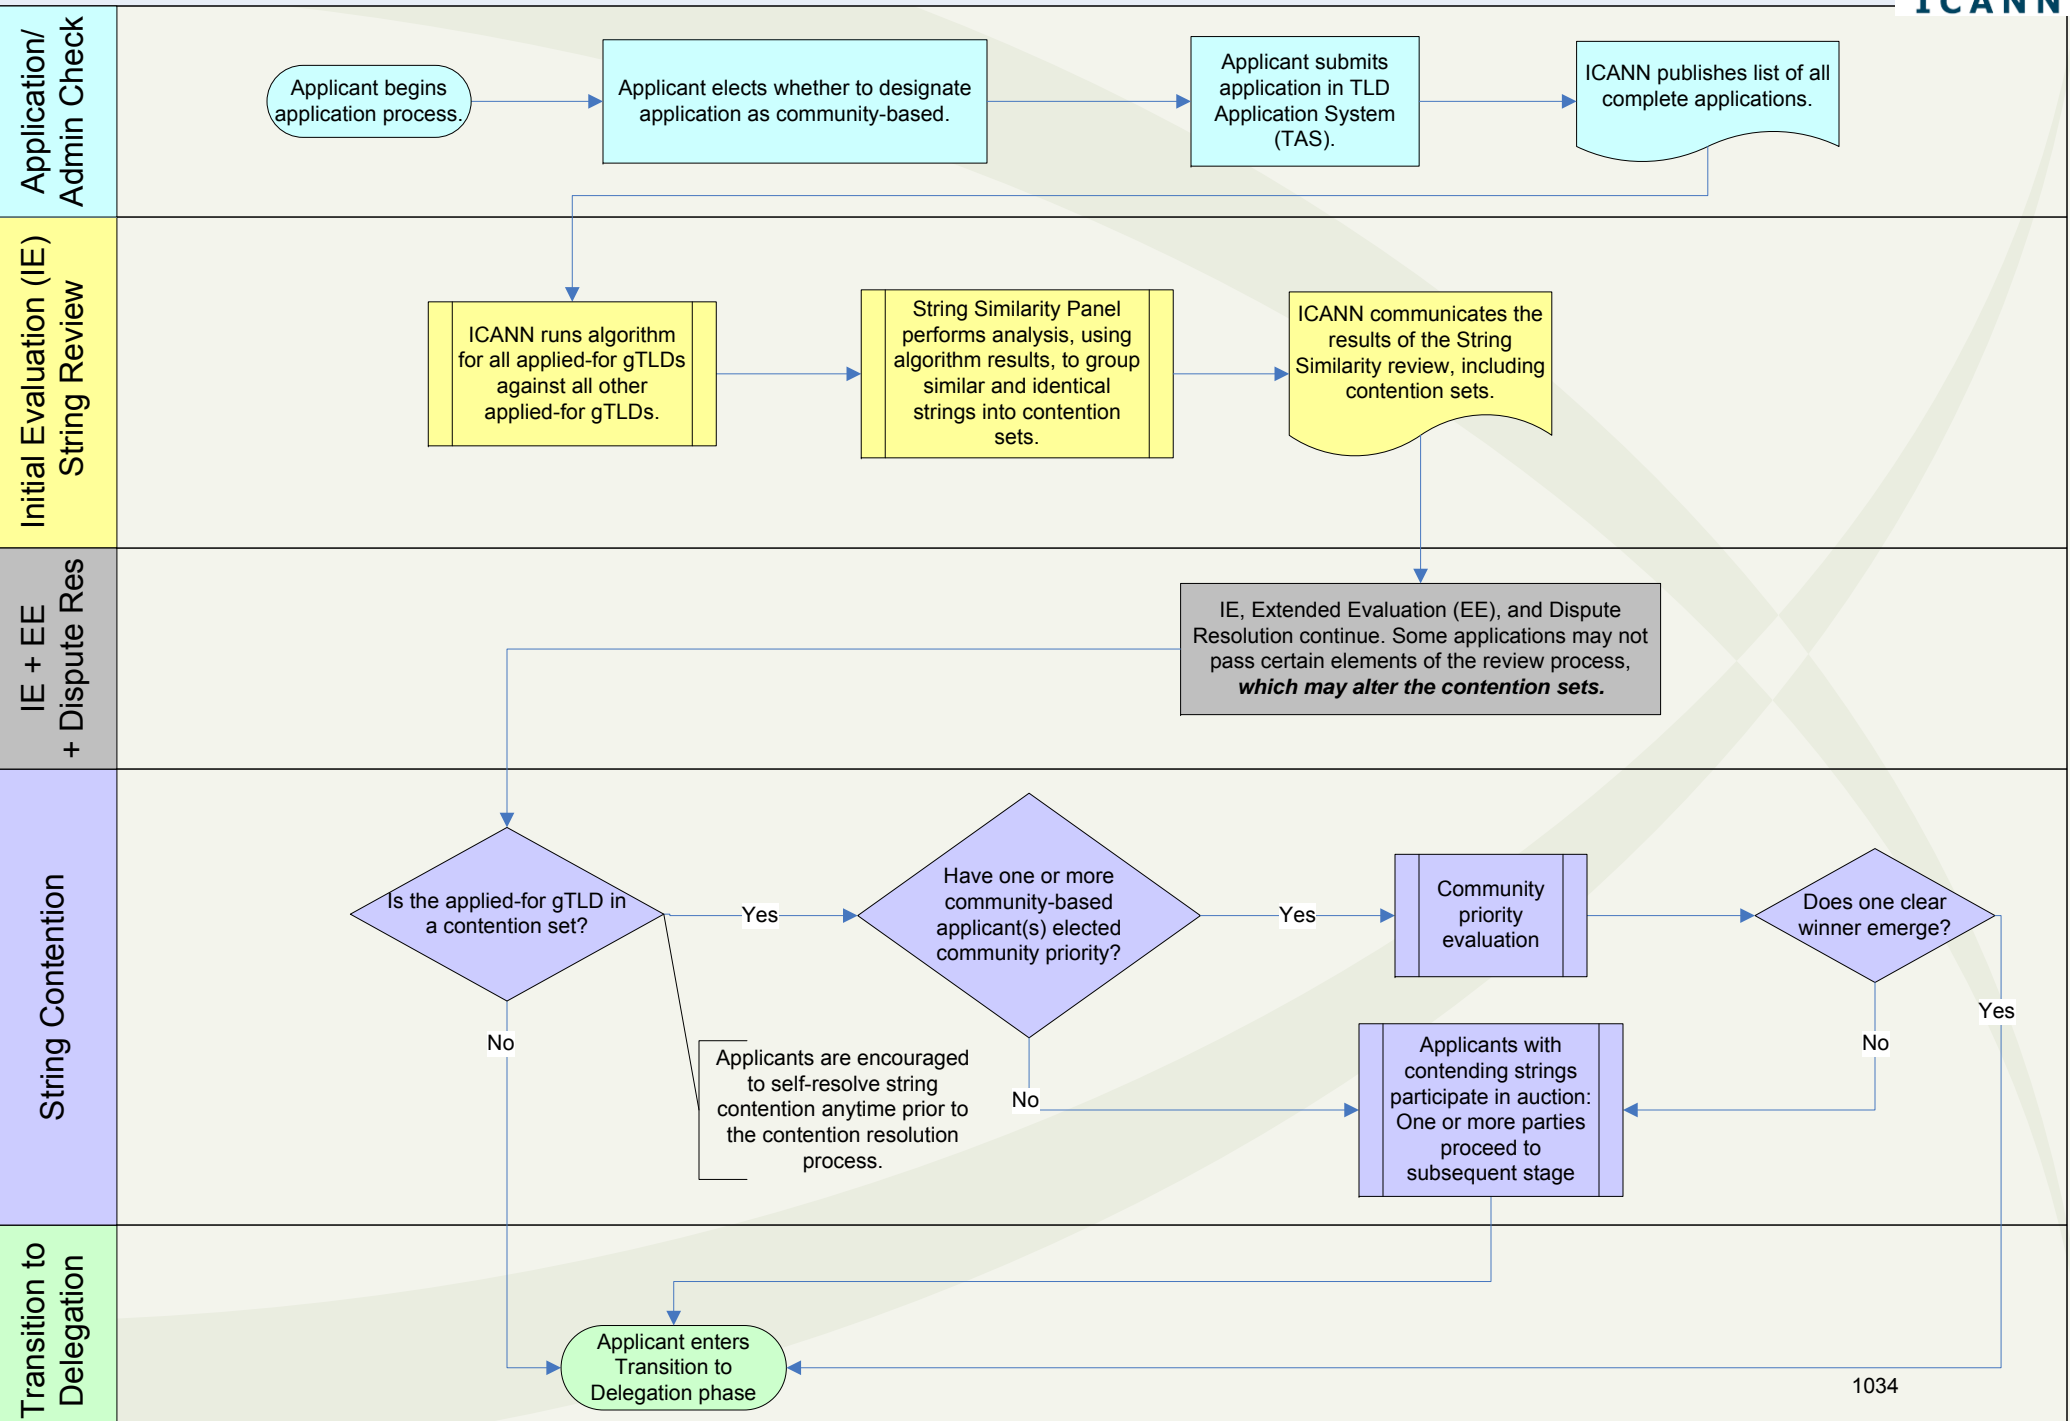 ICANN
Application/
Admin Check
Applicant begins
application process.
Applicant elects whether to designate
application as community-based.
Applicant submits
application in TLD
Application System
(TAS).
ICANN publishes list of all
complete applications.
Initial Evaluation (IE)
String Review
ICANN runs algorithm
for all applied-for gTLDs
against all other
applied-for gTLDs.
String Similarity Panel
performs analysis, using
algorithm results, to group
similar and identical
strings into contention
sets.
ICANN communicates the
results of the String
Similarity review, including
contention sets.
IE + EE
+ Dispute Res
IE, Extended Evaluation (EE), and Dispute
Resolution continue. Some applications may not
pass certain elements of the review process,
which may alter the contention sets.
String Contention
Is the applied-for gTLD in
a contention set?
Yes
No
Applicants are encouraged
to self-resolve string
contention anytime prior to
the contention resolution
process.
Have one or more
community-based
applicant(s) elected
community priority?
Yes
No
Community
priority
evaluation
Does one clear
winner emerge?
Yes
No
Applicants with
contending strings
participate in auction:
One or more parties
proceed to
subsequent stage
Transition to
Delegation
Applicant enters
Transition to
Delegation phase
1034